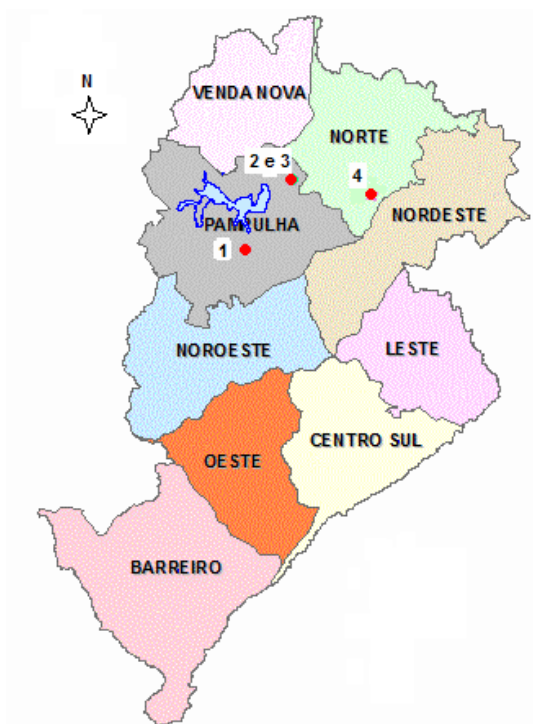 VENDA NOVA
N
NORTE
2 e 3
4
NORDESTE
PAMPULHA
1
NOROESTE
LESTE
CENTRO SUL
OESTE
BARREIRO